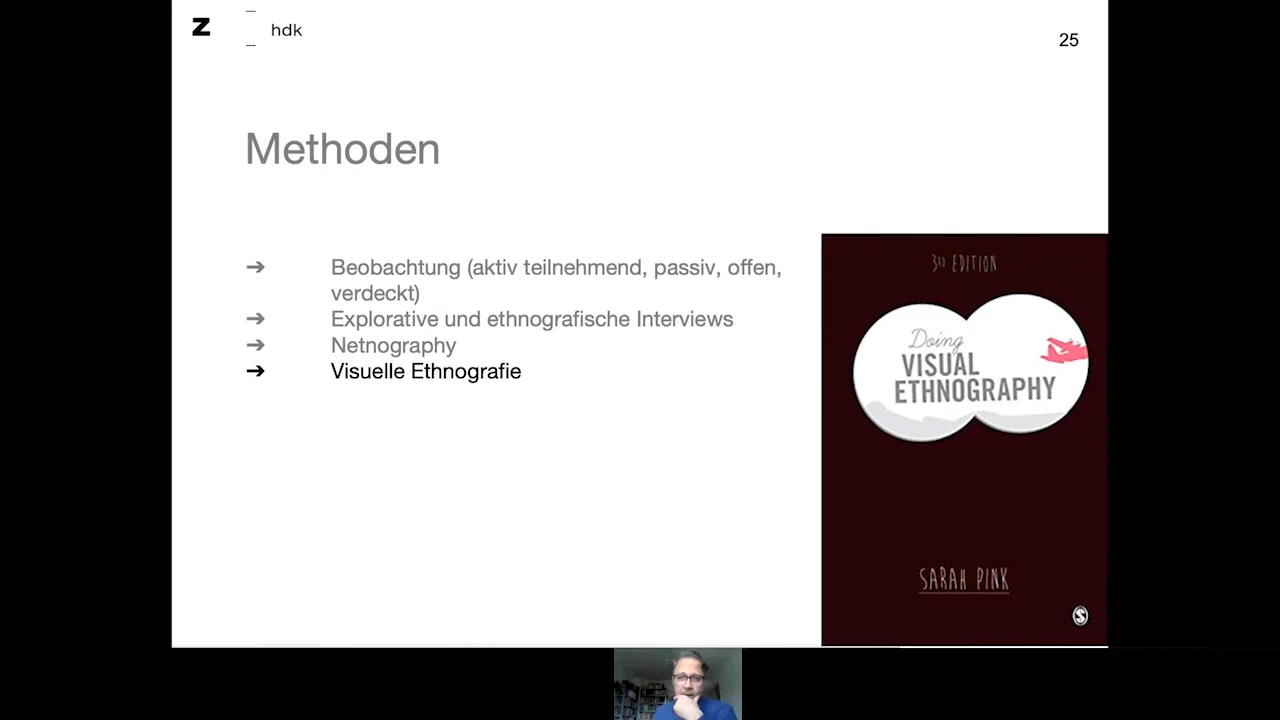 Z
hdk
25
Methoden
➔ Beobachtung (aktiv teilnehmend, passiv, offen,
verdeckt)
➔ Explorative und ethnografische Interviews
➔ Netnography
➔ Visuelle Ethnografie
3RD EDITION
Doing
VISUAL
ETHNOGRAPHY
SARAH PINK
S